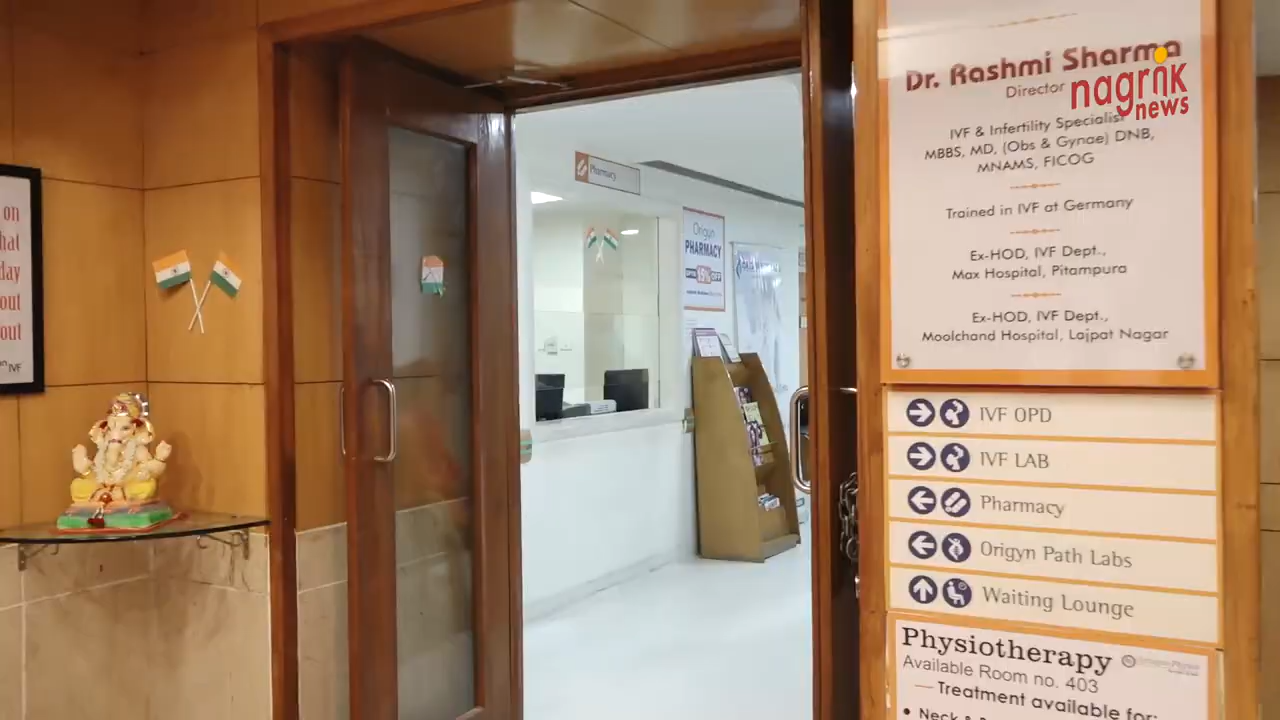 on
hat
day
out
out
IVF
Pharmacy
Origyn
PHARMACY
15% OFF
Dr. Rashmi Sharma
Director
nagrik
news
IVF & Infertility Specialist
MBBS, MD, (Obs & Gynae) DNB,
MNAMS, FICOG
Trained in IVF at Germany
Ex-HOD, IVF Dept.,
Max Hospital, Pitampura
Ex-HOD, IVF Dept.,
Moolchand Hospital, Lajpat Nagar
IVF OPD
IVF LAB
Pharmacy
Origyn Path Labs
Waiting Lounge
Physiotherapy
Available Room no. 403
— Treatment available for:
• Neck &